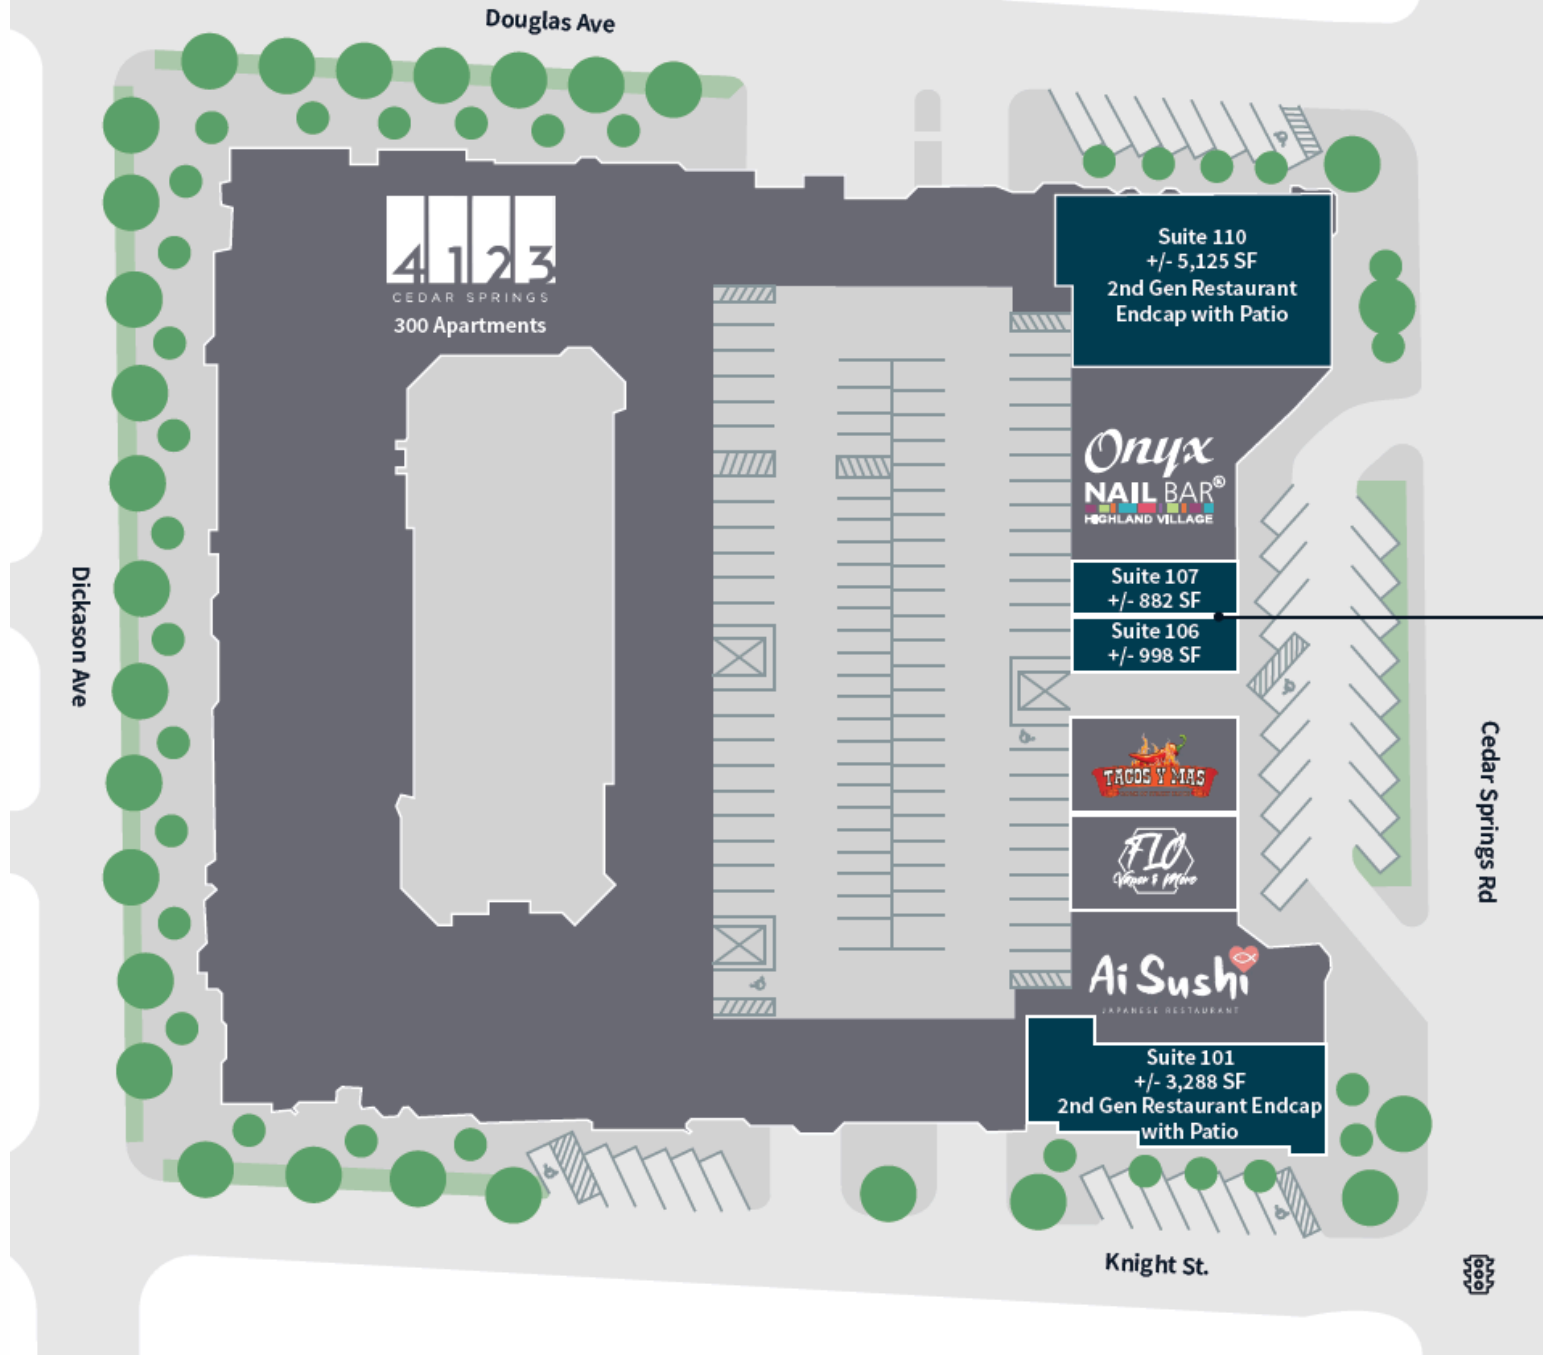 Douglas Ave
4123
CEDAR SPRINGS
300 Apartments
Suite 110
+/- 5,125 SF
2nd Gen Restaurant
Endcap with Patio
Onyx
NAIL BAR®
HIGHLAND VILLAGE
Suite 107
+/- 882 SF
Suite 106
+/- 998 SF
Dickason Ave
TACOS Y MAS
Cedar Springs Rd
FLO
Vapor & More
Ai Sushi
JAPANESE RESTAURANT
Suite 101
+/- 3,288 SF
2nd Gen Restaurant Endcap
with Patio
Knight St.